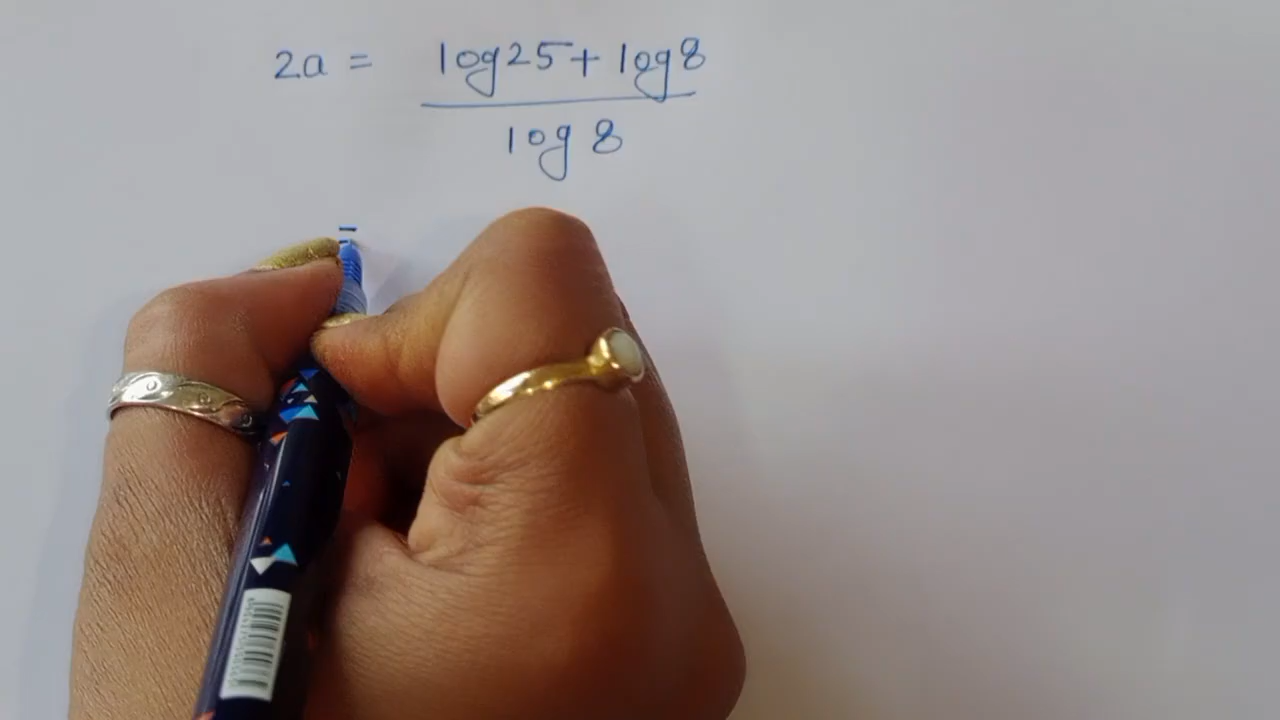 2a = log25 + log8
log 8
=